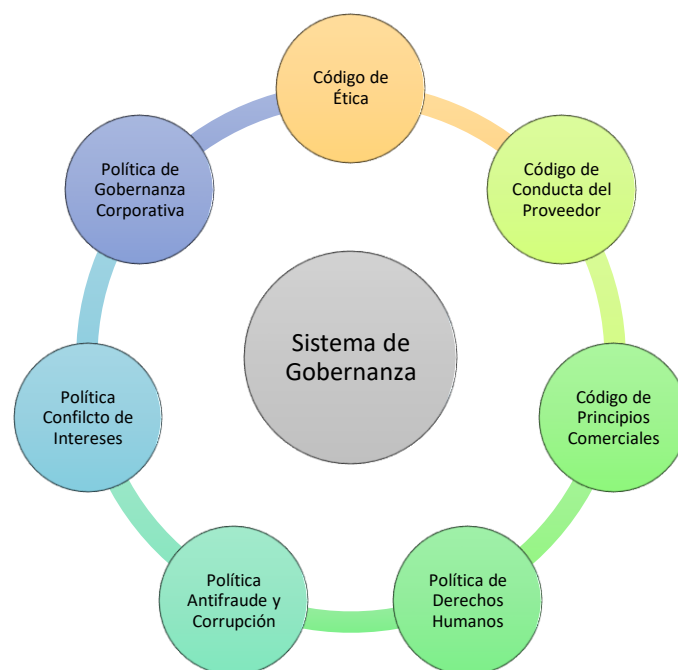 Código de
Ética
Código de
Conducta del
Proveedor
Código de
Principios
Comerciales
Política de
Derechos
Humanos
Política
Antifraude y
Corrupción
Política
Confilcto de
Intereses
Política de
Gobernanza
Corporativa
Sistema de
Gobernanza